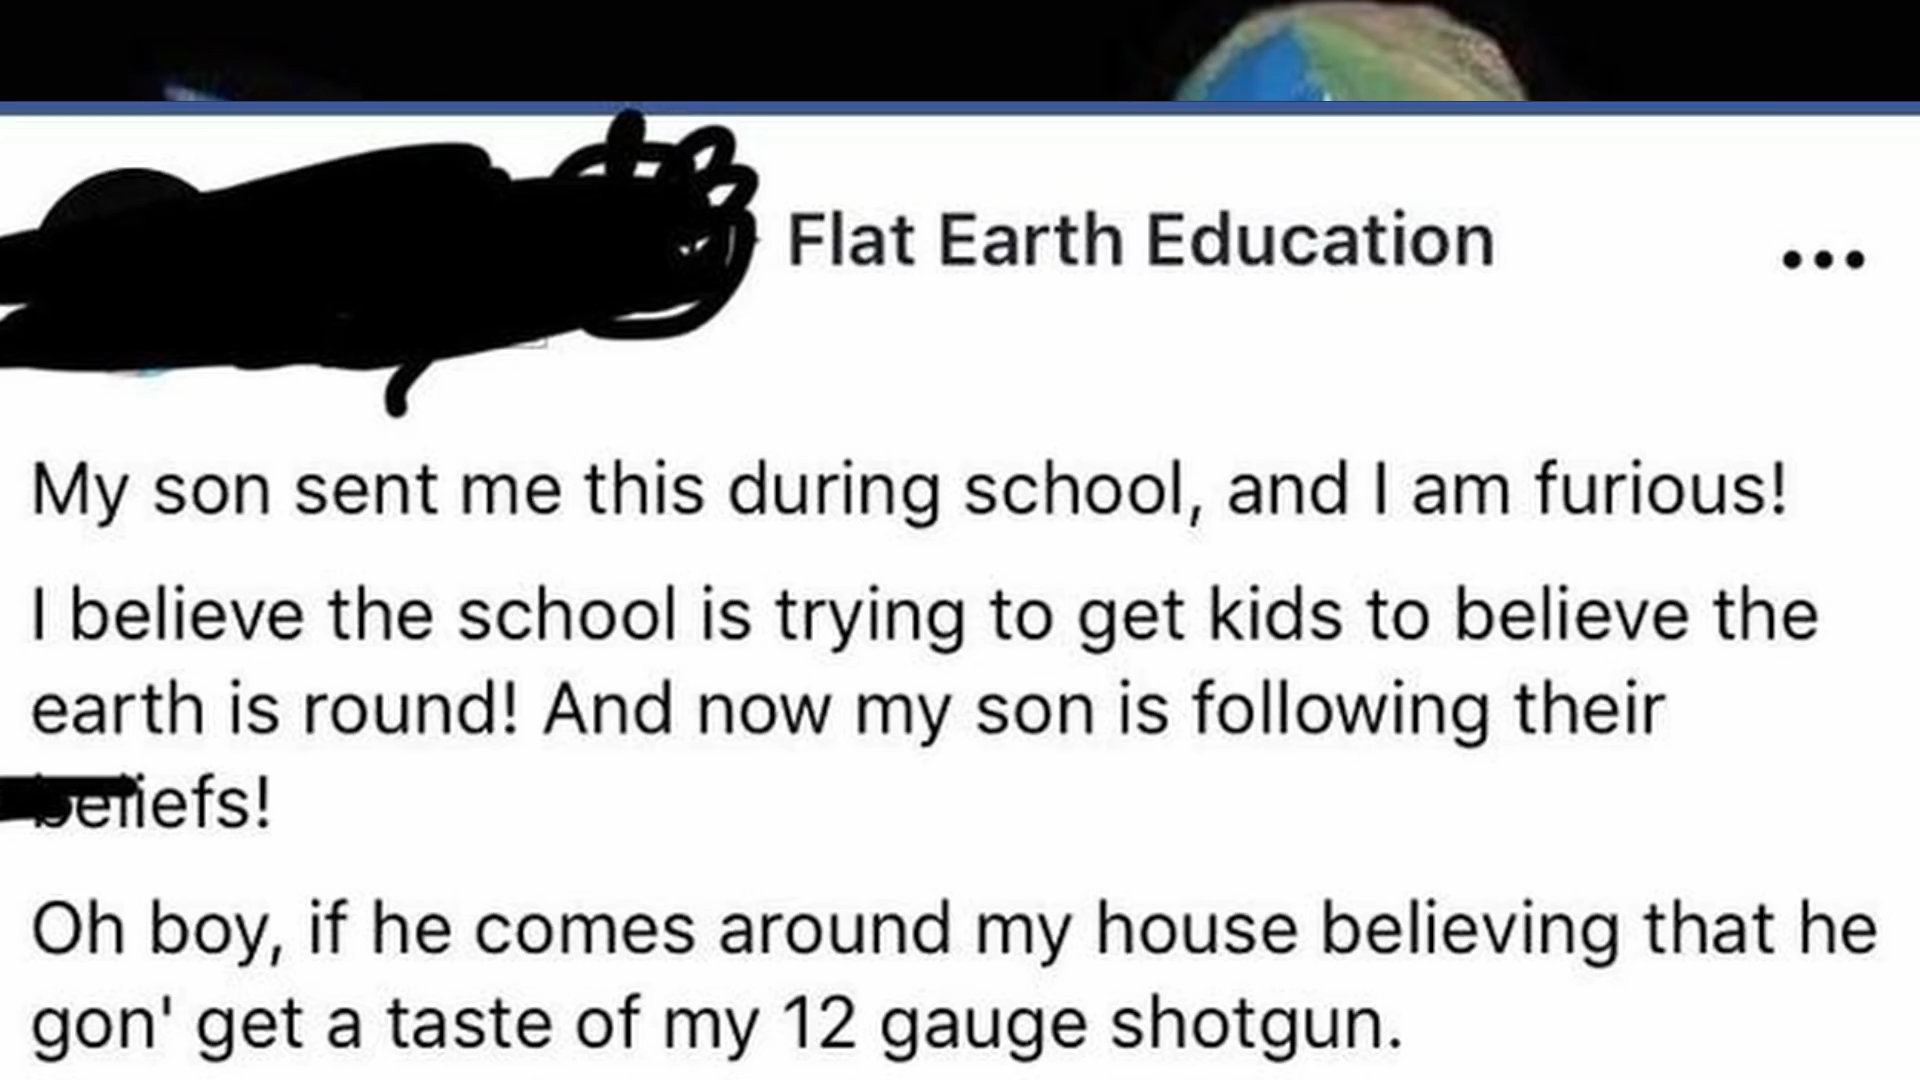 Flat Earth Education
My son sent me this during school, and I am furious!
I believe the school is trying to get kids to believe the
earth is round! And now my son is following their
beliefs!
Oh boy, if he comes around my house believing that he
gon' get a taste of my 12 gauge shotgun.